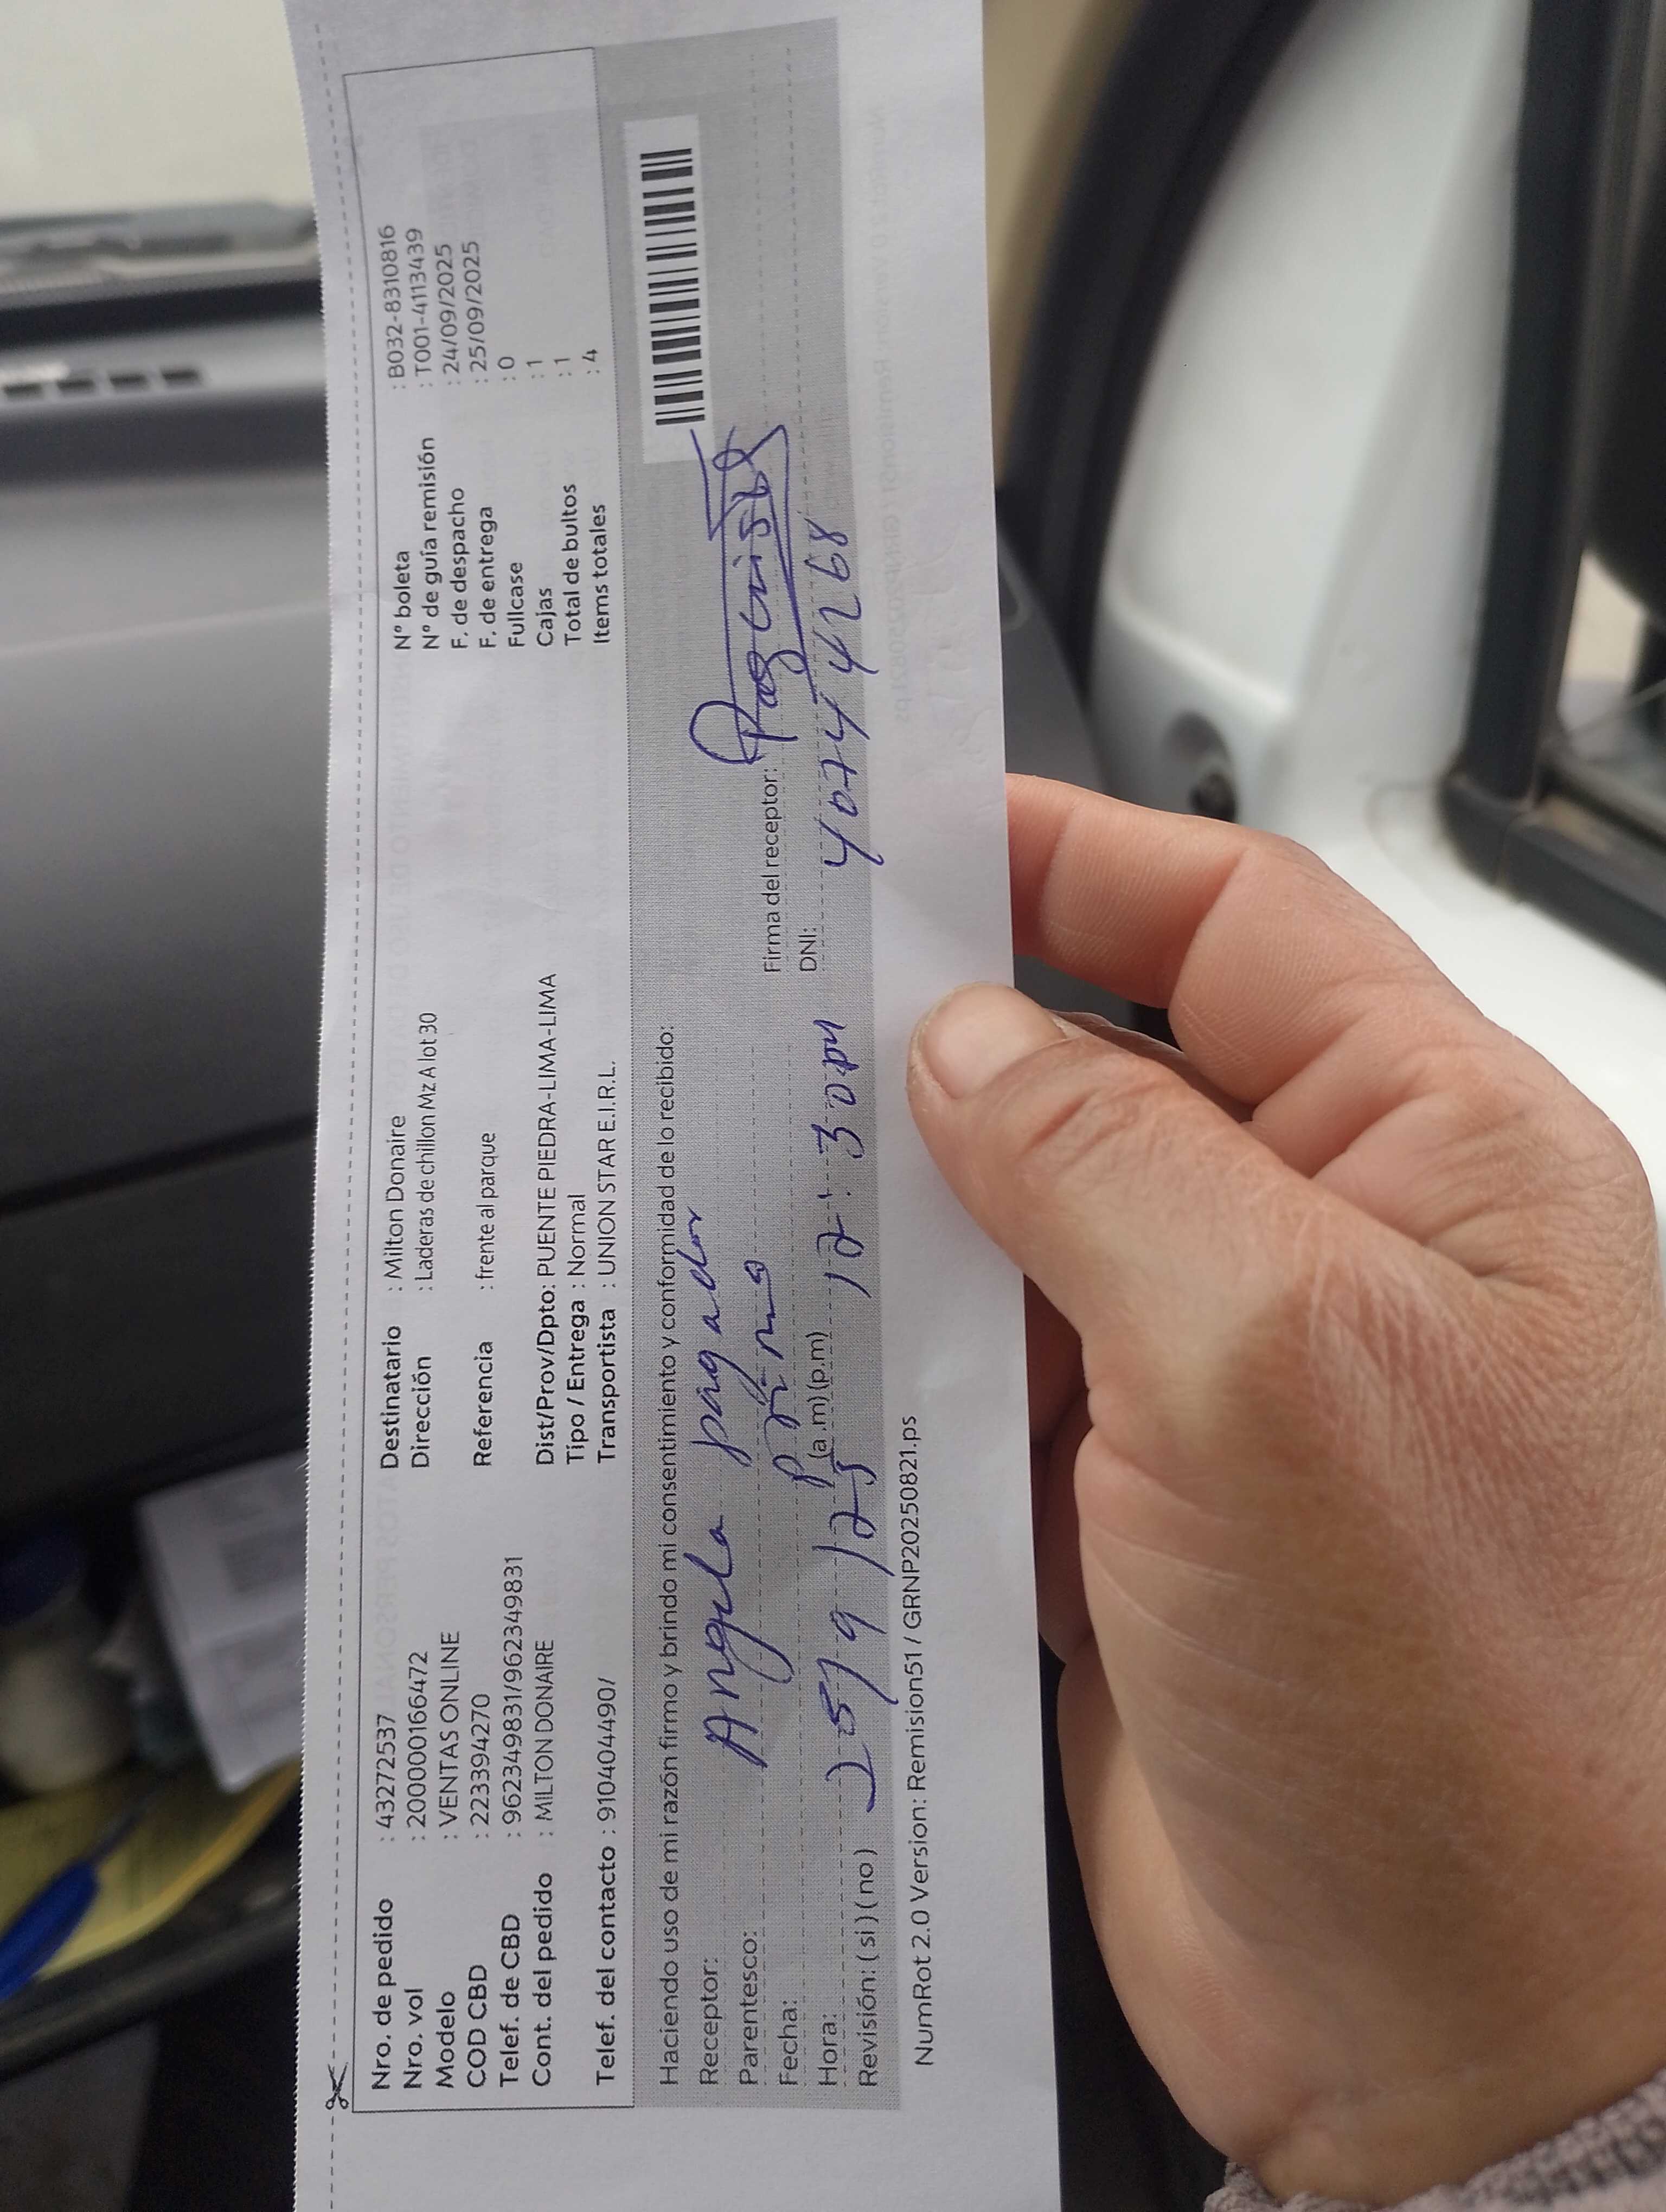 Nro. de pedido : 43272537
Nro. vol : 2000000166472
Modelo : VENTAS ONLINE
COD CBD : 223394270
Telef. de CBD : 962349831/962349831
Cont. del pedido : MILTON DONAIRE
Telef. del contacto : 910404490/
Destinatario : Milton Donaire
Dirección : Laderas de chillon Mz A lot 30
Referencia : frente al parque
Dist/Prov/Dpto: PUENTE PIEDRA-LIMA-LIMA
Tipo / Entrega : Normal
Transportista : UNION STAR E.I.R.L.
N° boleta : B032-8310816
N° de guía remisión : T001-4113439
F. de despacho : 24/09/2025
F. de entrega : 25/09/2025
Fullcase : 0
Cajas : 1
Total de bultos : 1
Items totales : 4
Haciendo uso de mi razón firmo y brindo mi consentimiento y conformidad de lo recibido:
Receptor: Angela pagador
Parentesco: Prima
Fecha: 25/9/25
Hora: (a.m) (p.m) 12:30pm
Revisión: ( si ) ( no )
Firma del receptor:
DNI: 40744268
NumRot 2.0 Version: Remision51 / GRNP20250821.ps